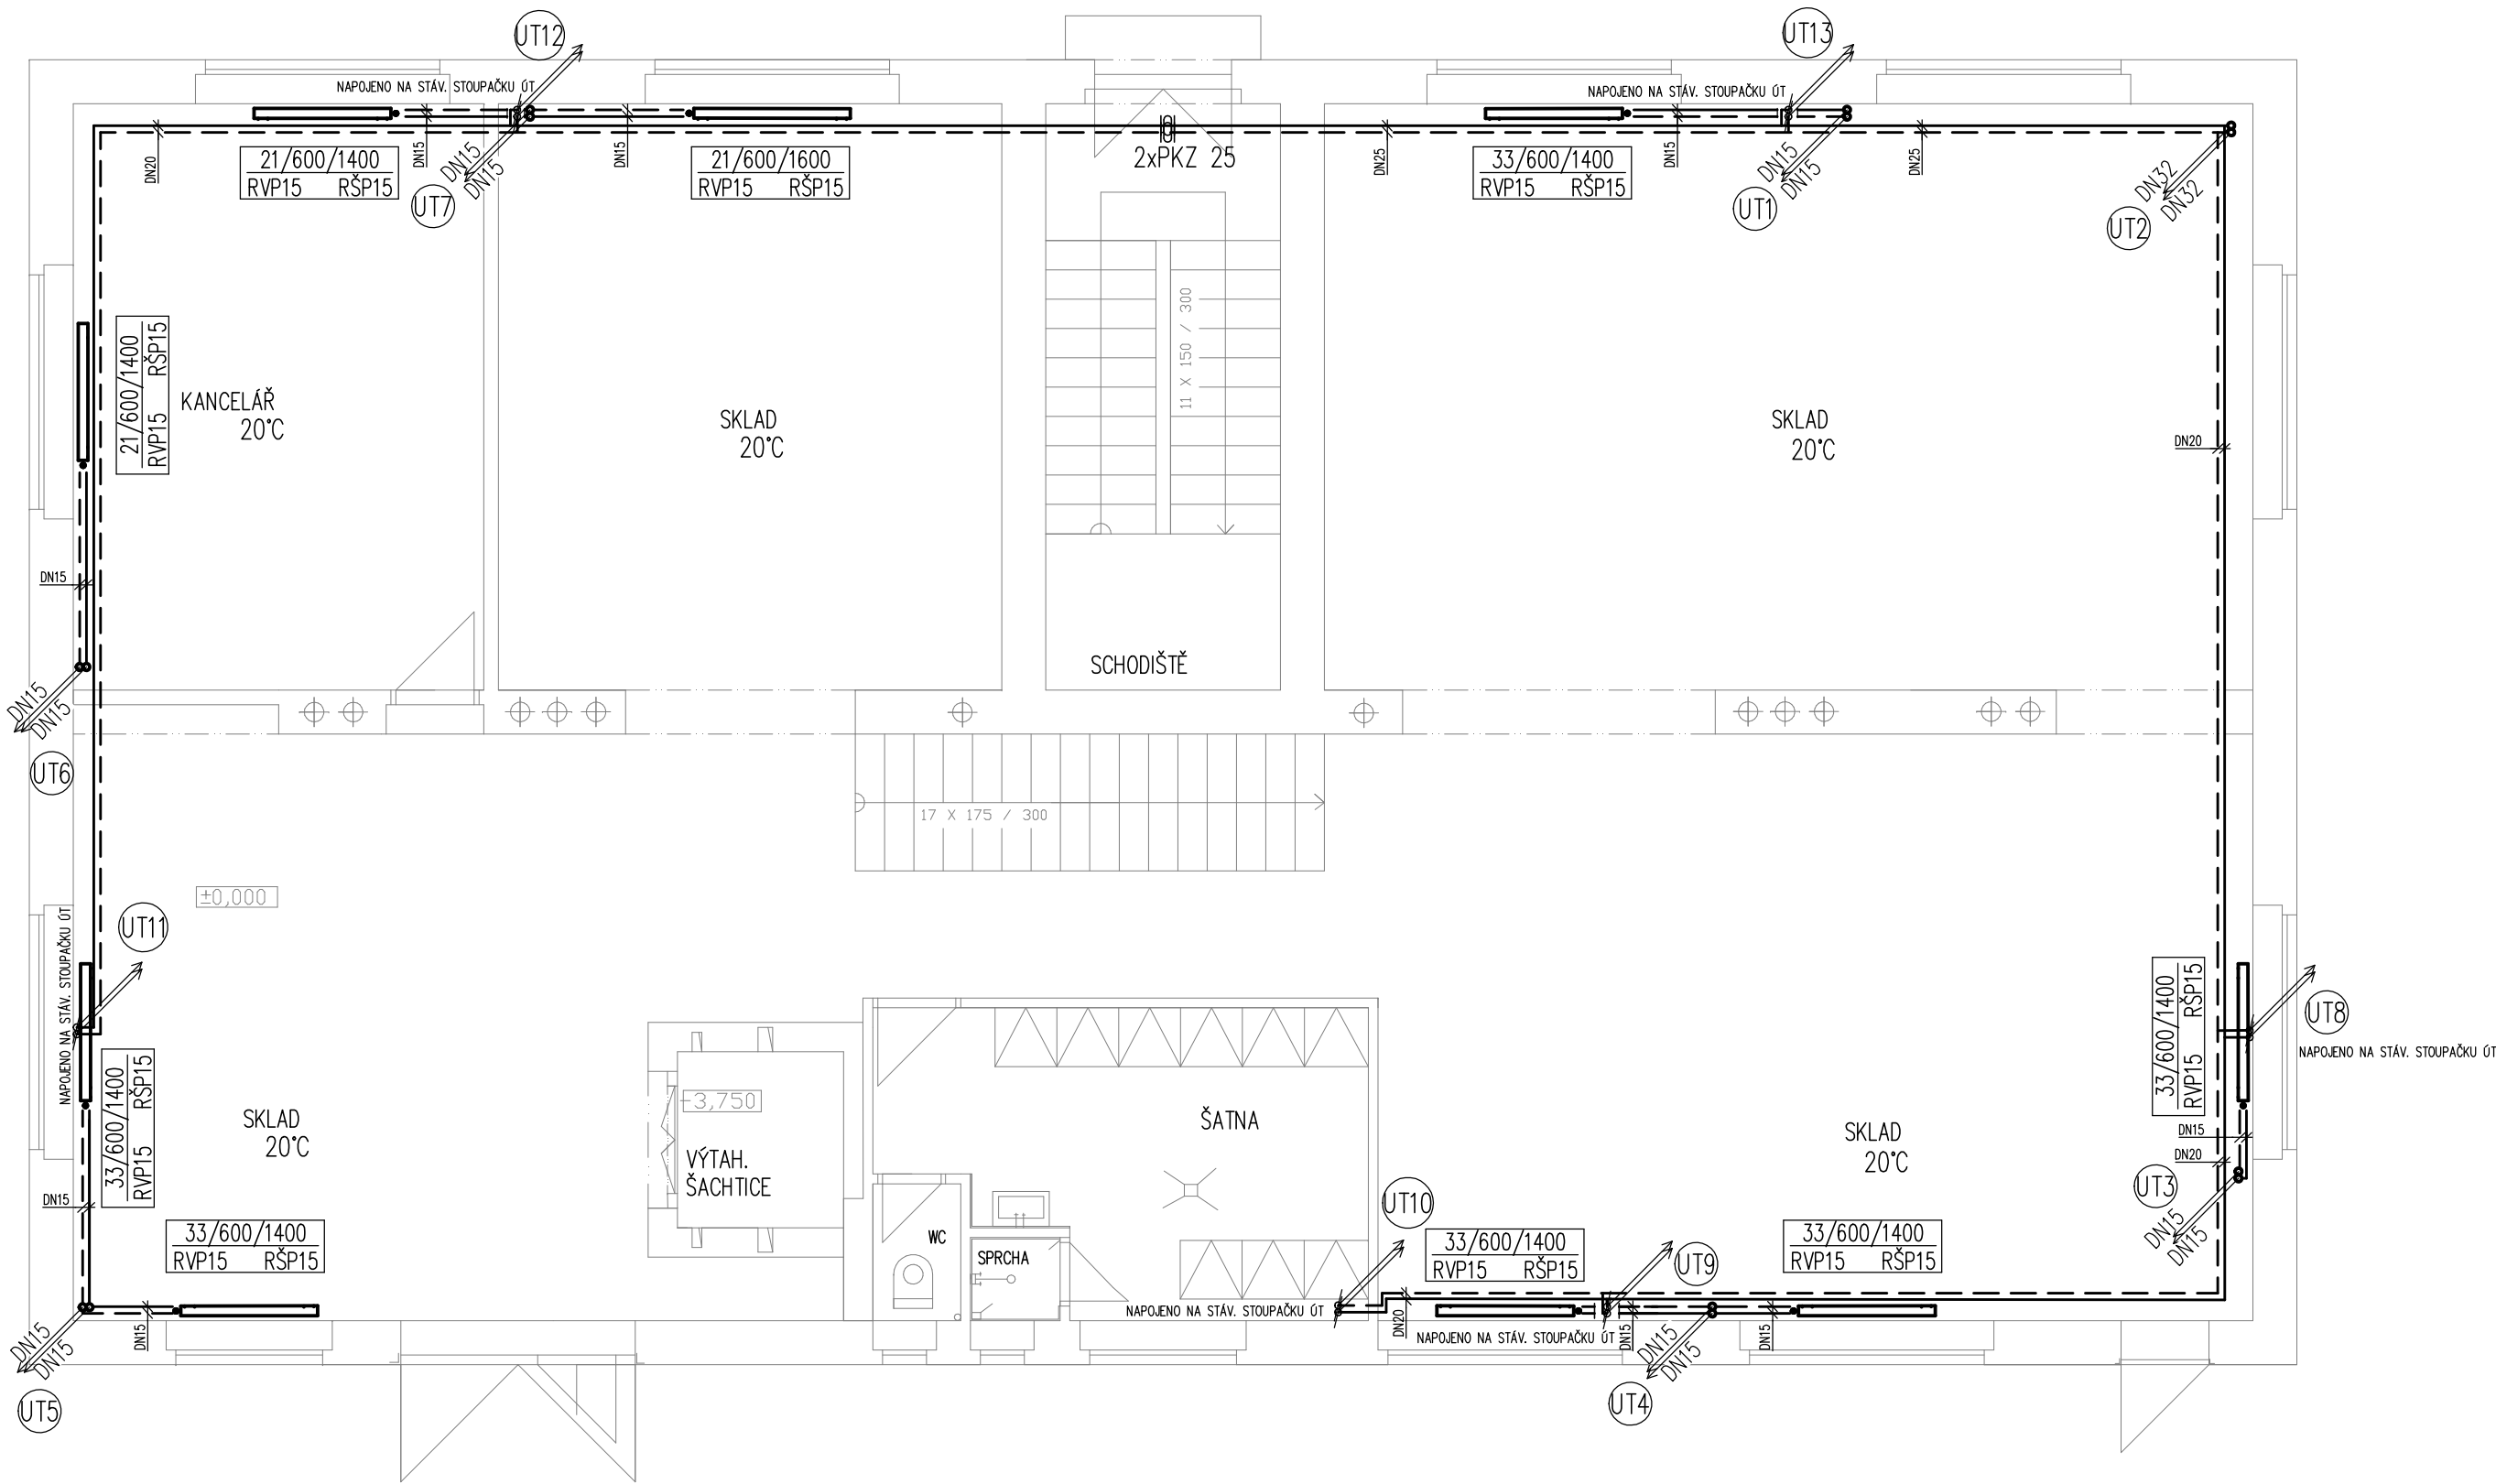 UT12
UT13
NAPOJENO NA STÁV. STOUPAČKU ÚT
NAPOJENO NA STÁV. STOUPAČKU ÚT
DN20
21/600/1400
RVP15 RŠP15
DN15
UT7
DN15
DN15
DN15
21/600/1600
RVP15 RŠP15
2xPKZ 25
DN25
33/600/1400
RVP15 RŠP15
DN15
UT1
DN15
DN15
DN25
DN32
DN32
UT2
21/600/1400
RVP15 RŠP15
KANCELÁŘ
20°C
SKLAD
20°C
11 X 150 / 300
SKLAD
20°C
DN20
DN15
DN15
DN15
UT6
SCHODIŠTĚ
17 X 175 / 300
±0,000
UT11
NAPOJENO NA STÁV. STOUPAČKU ÚT
33/600/1400
RVP15 RŠP15
UT8
NAPOJENO NA STÁV. STOUPAČKU ÚT
33/600/1400
RVP15 RŠP15
-3,750
SKLAD
20°C
VÝTAH.
ŠACHTICE
ŠATNA
SKLAD
20°C
DN15
DN20
UT3
DN15
DN15
DN15
33/600/1400
RVP15 RŠP15
WC
SPRCHA
UT10
33/600/1400
RVP15 RŠP15
UT9
33/600/1400
RVP15 RŠP15
NAPOJENO NA STÁV. STOUPAČKU ÚT
DN20
NAPOJENO NA STÁV. STOUPAČKU ÚT
DN15
DN15
DN15
DN15
UT4
DN15
DN15
DN15
UT5